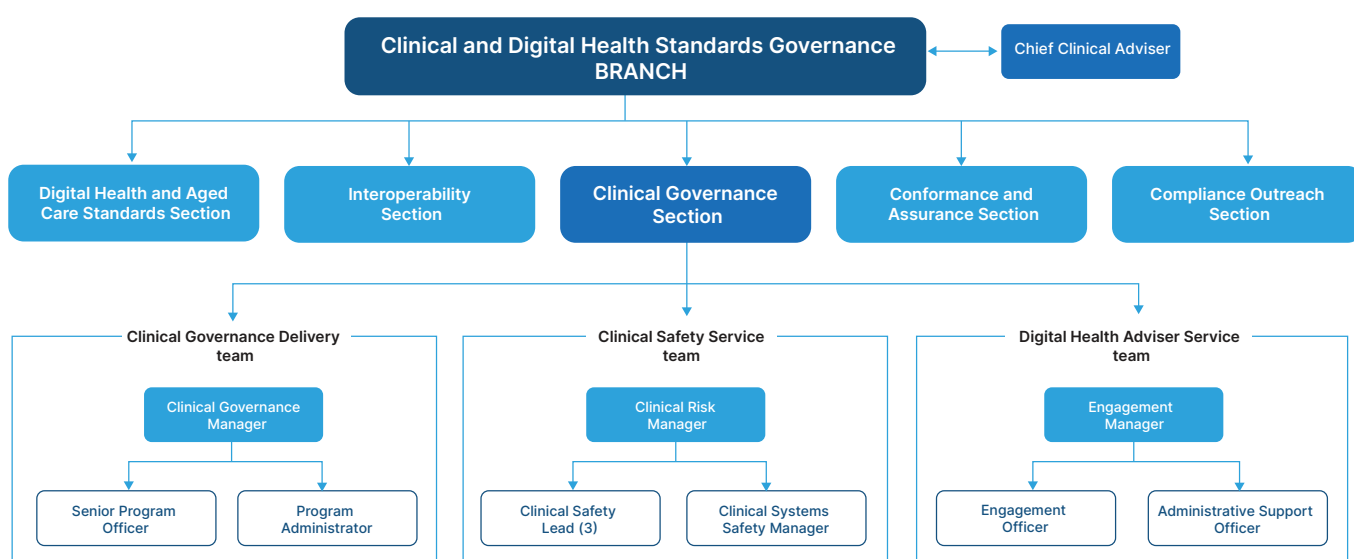 Clinical and Digital Health Standards Governance
BRANCH
Chief Clinical Adviser
Digital Health and Aged
Care Standards Section
Interoperability
Section
Clinical Governance
Section
Conformance and
Assurance Section
Compliance Outreach
Section
Clinical Governance Delivery
team
Clinical Governance
Manager
Senior Program
Officer
Program
Administrator
Clinical Safety Service
team
Clinical Risk
Manager
Clinical Safety
Lead (3)
Clinical Systems
Safety Manager
Digital Health Adviser Service
team
Engagement
Manager
Engagement
Officer
Administrative Support
Officer